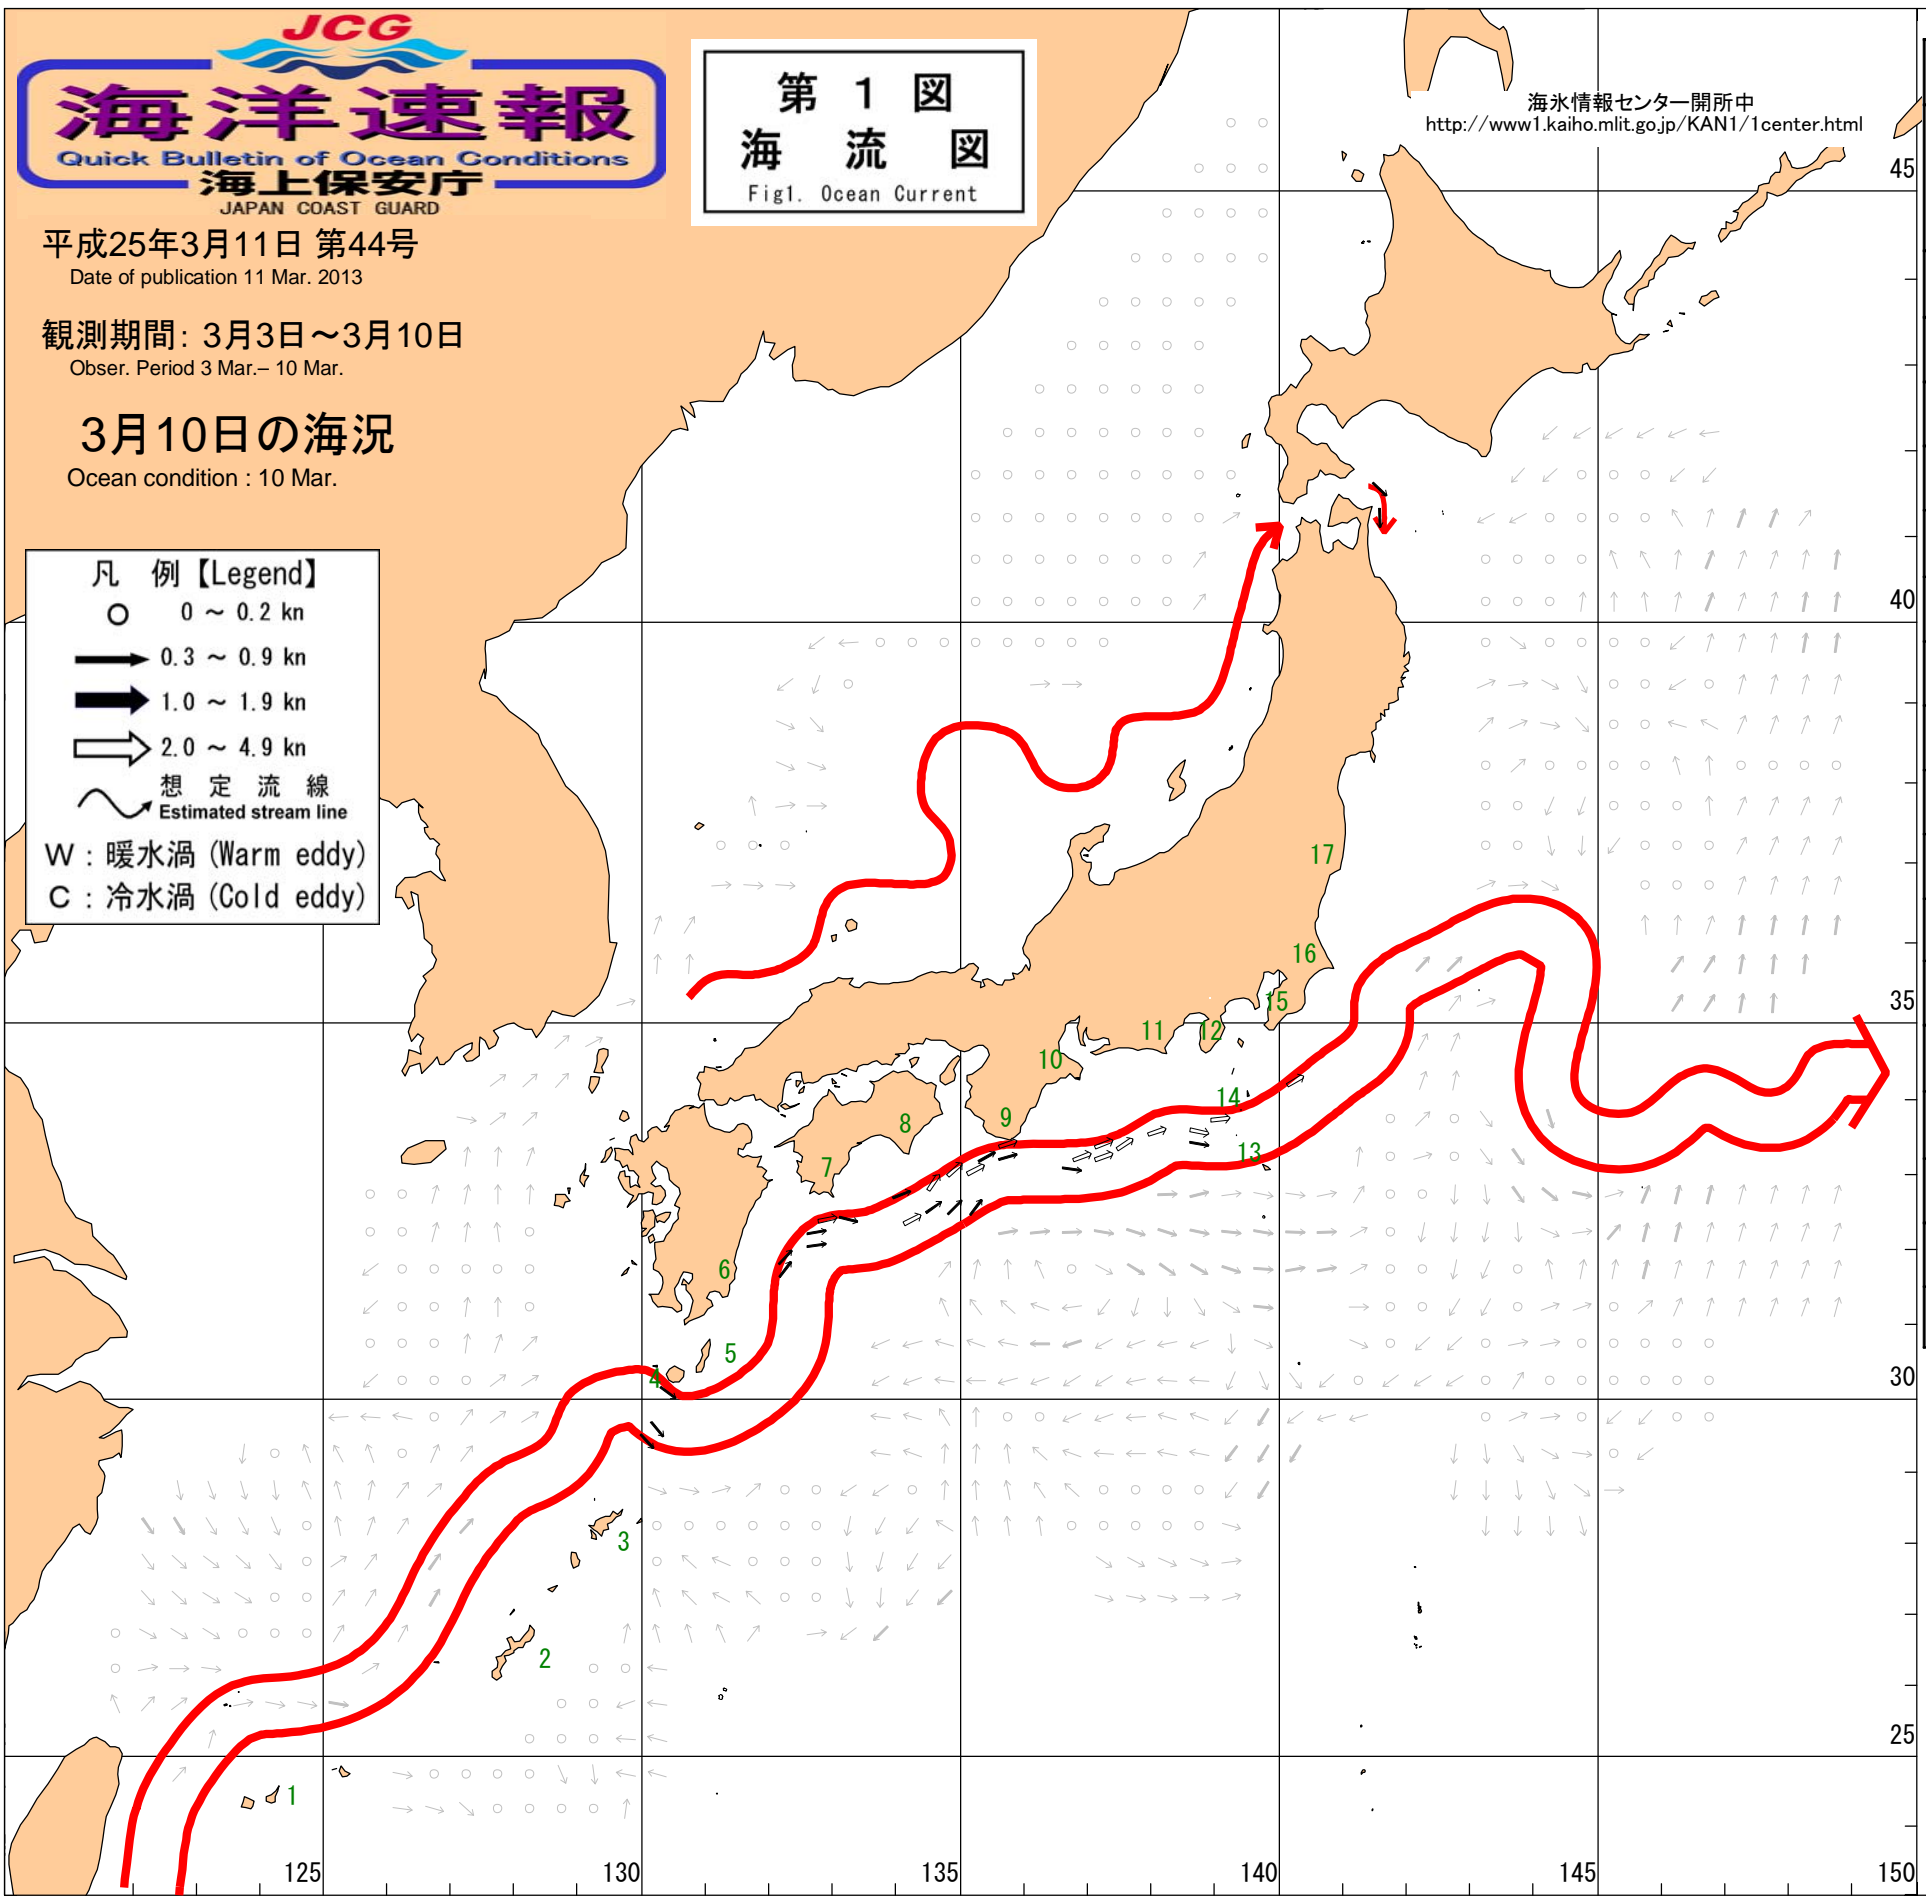 JCG
海洋速報
Quick Bulletin of Ocean Conditions
海上保安庁
JAPAN COAST GUARD
第 1 図
海 流 図
Fig1. Ocean Current
海氷情報センター開所中
http://www1.kaiho.mlit.go.jp/KAN1/1center.html
平成25年3月11日 第44号
Date of publication 11 Mar. 2013
観測期間: 3月3日～3月10日
Obser. Period 3 Mar.– 10 Mar.
3月10日の海況
Ocean condition : 10 Mar.
凡 例【Legend】
0 ～ 0.2 kn
0.3 ～ 0.9 kn
1.0 ～ 1.9 kn
2.0 ～ 4.9 kn
想 定 流 線
Estimated stream line
W : 暖水渦 (Warm eddy)
C : 冷水渦 (Cold eddy)
45
40
35
30
25
17
16
15
12
11
10
14
9
8
13
7
6
5
4
3
2
1
125
130
135
140
145
150